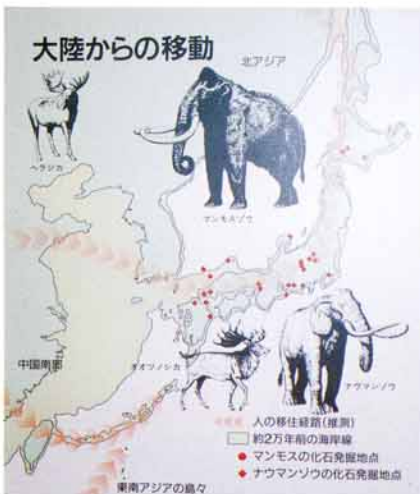 大陸からの移動
北アジア
ヘラジカ
マンモスゾウ
中国南部
オオツノシカ
ナウマンゾウ
人の移住経路(推測)
約2万年前の海岸線
マンモスの化石発掘地点
ナウマンゾウの化石発掘地点
東南アジアの島々